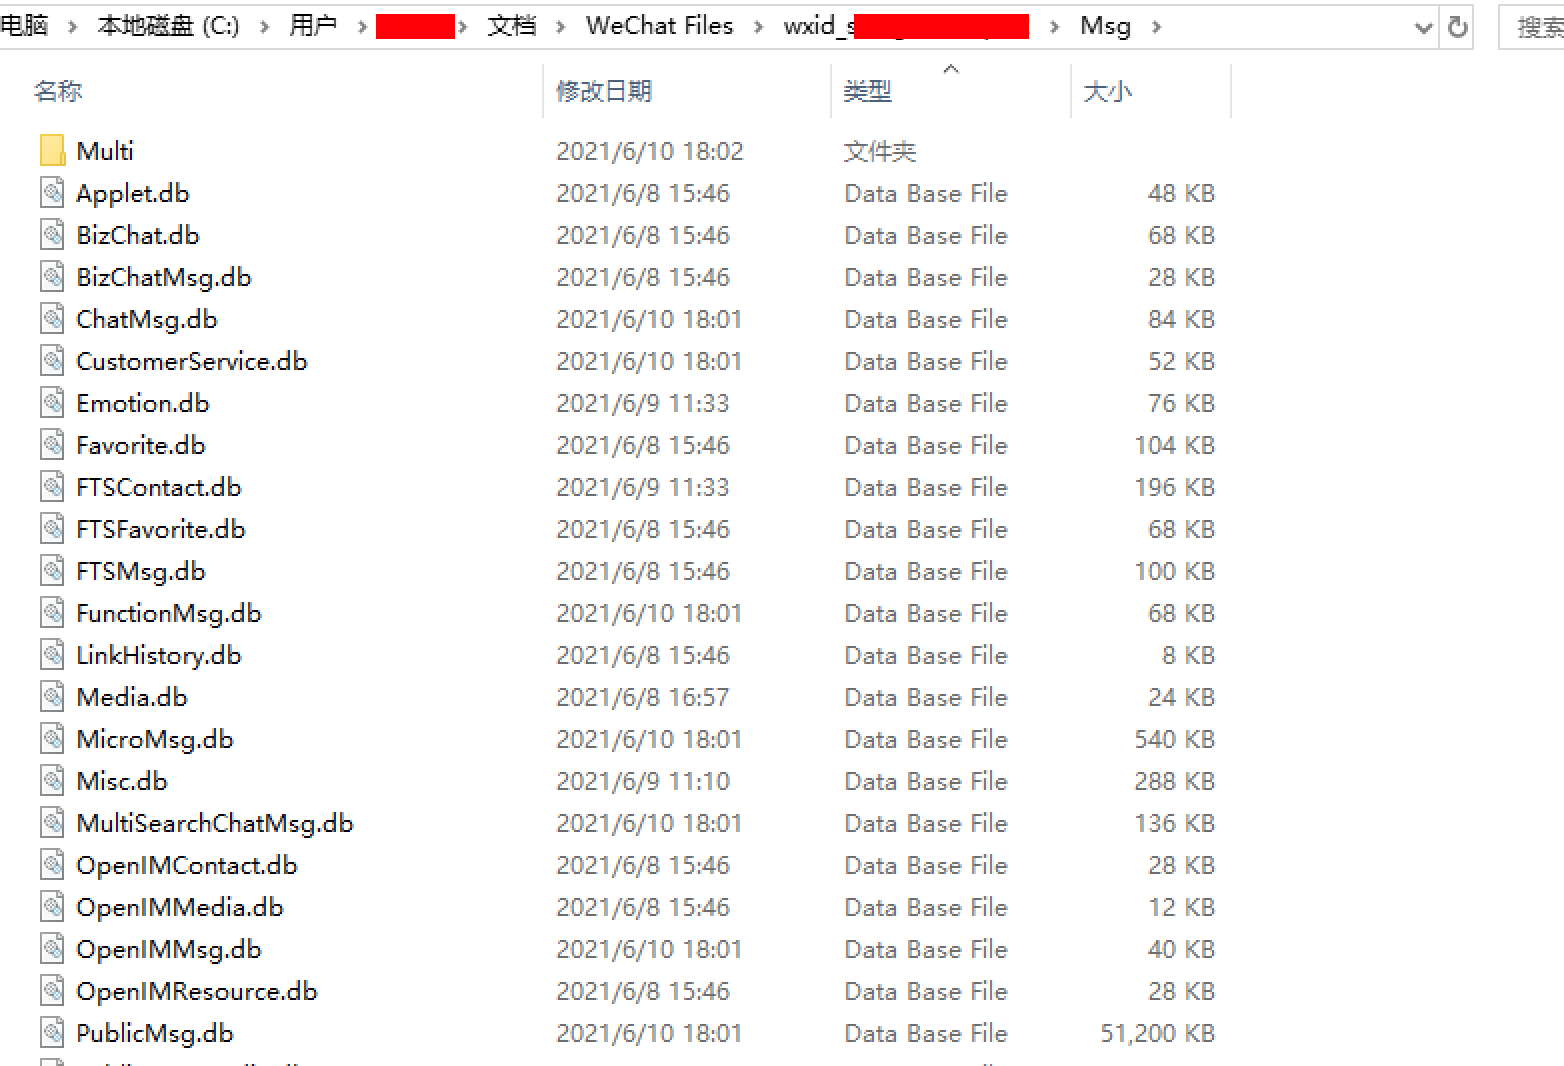 电脑 › 本地磁盘 (C:) › 用户 › › 文档 › WeChat Files › wxid_s › Msg › 搜索
名称 修改日期 类型 大小
Multi 2021/6/10 18:02 文件夹
Applet.db 2021/6/8 15:46 Data Base File 48 KB
BizChat.db 2021/6/8 15:46 Data Base File 68 KB
BizChatMsg.db 2021/6/8 15:46 Data Base File 28 KB
ChatMsg.db 2021/6/10 18:01 Data Base File 84 KB
CustomerService.db 2021/6/10 18:01 Data Base File 52 KB
Emotion.db 2021/6/9 11:33 Data Base File 76 KB
Favorite.db 2021/6/8 15:46 Data Base File 104 KB
FTSContact.db 2021/6/9 11:33 Data Base File 196 KB
FTSFavorite.db 2021/6/8 15:46 Data Base File 68 KB
FTSMsg.db 2021/6/8 15:46 Data Base File 100 KB
FunctionMsg.db 2021/6/10 18:01 Data Base File 68 KB
LinkHistory.db 2021/6/8 15:46 Data Base File 8 KB
Media.db 2021/6/8 16:57 Data Base File 24 KB
MicroMsg.db 2021/6/10 18:01 Data Base File 540 KB
Misc.db 2021/6/9 11:10 Data Base File 288 KB
MultiSearchChatMsg.db 2021/6/10 18:01 Data Base File 136 KB
OpenIMContact.db 2021/6/8 15:46 Data Base File 28 KB
OpenIMMedia.db 2021/6/8 15:46 Data Base File 12 KB
OpenIMMsg.db 2021/6/10 18:01 Data Base File 40 KB
OpenIMResource.db 2021/6/8 15:46 Data Base File 28 KB
PublicMsg.db 2021/6/10 18:01 Data Base File 51,200 KB